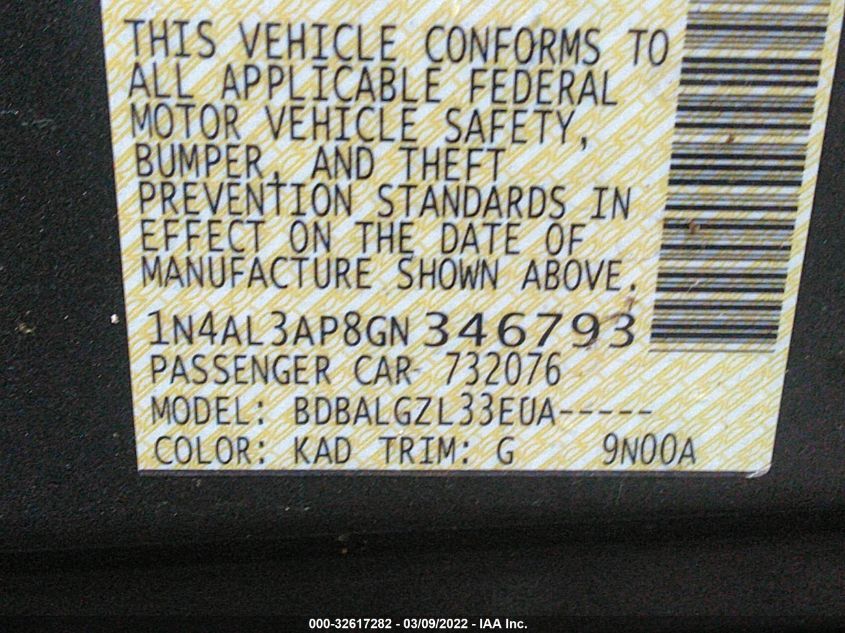 THIS VEHICLE CONFORMS TO
ALL APPLICABLE FEDERAL
MOTOR VEHICLE SAFETY,
BUMPER, AND THEFT
PREVENTION STANDARDS IN
EFFECT ON THE DATE OF
MANUFACTURE SHOWN ABOVE.
1N4AL3AP8GN346793
PASSENGER CAR 732076
MODEL: BDBALGZL33EUA-----
COLOR: KAD TRIM: G 9N00A
000-32617282 - 03/09/2022 - IAA Inc.